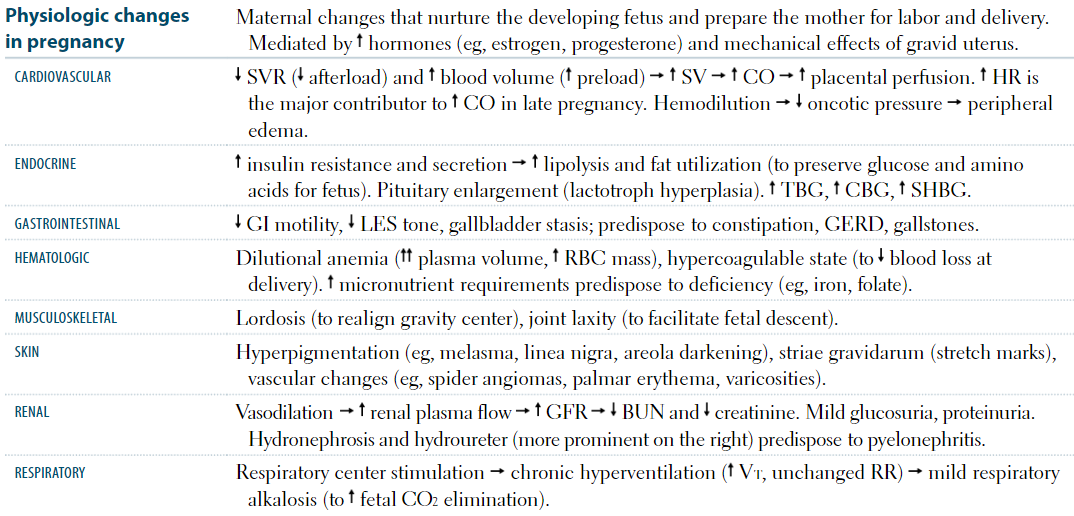 Physiologic changes
in pregnancy
Maternal changes that nurture the developing fetus and prepare the mother for labor and delivery.
Mediated by ↑ hormones (eg, estrogen, progesterone) and mechanical effects of gravid uterus.
CARDIOVASCULAR
↓ SVR (↓ afterload) and ↑ blood volume (↑ preload) → ↑ SV → ↑ CO → ↑ placental perfusion. ↑ HR is
the major contributor to ↑ CO in late pregnancy. Hemodilution → ↓ oncotic pressure → peripheral
edema.
ENDOCRINE
↑ insulin resistance and secretion → ↑ lipolysis and fat utilization (to preserve glucose and amino
acids for fetus). Pituitary enlargement (lactotroph hyperplasia). ↑ TBG, ↑ CBG, ↑ SHBG.
GASTROINTESTINAL
↓ GI motility, ↓ LES tone, gallbladder stasis; predispose to constipation, GERD, gallstones.
HEMATOLOGIC
Dilutional anemia (↑↑ plasma volume, ↑ RBC mass), hypercoagulable state (to ↓ blood loss at
delivery). ↑ micronutrient requirements predispose to deficiency (eg, iron, folate).
MUSCULOSKELETAL
Lordosis (to realign gravity center), joint laxity (to facilitate fetal descent).
SKIN
Hyperpigmentation (eg, melasma, linea nigra, areola darkening), striae gravidarum (stretch marks),
vascular changes (eg, spider angiomas, palmar erythema, varicosities).
RENAL
Vasodilation → ↑ renal plasma flow → ↑ GFR → ↓ BUN and ↓ creatinine. Mild glucosuria, proteinuria.
Hydronephrosis and hydroureter (more prominent on the right) predispose to pyelonephritis.
RESPIRATORY
Respiratory center stimulation → chronic hyperventilation (↑ VT, unchanged RR) → mild respiratory
alkalosis (to ↑ fetal CO2 elimination).